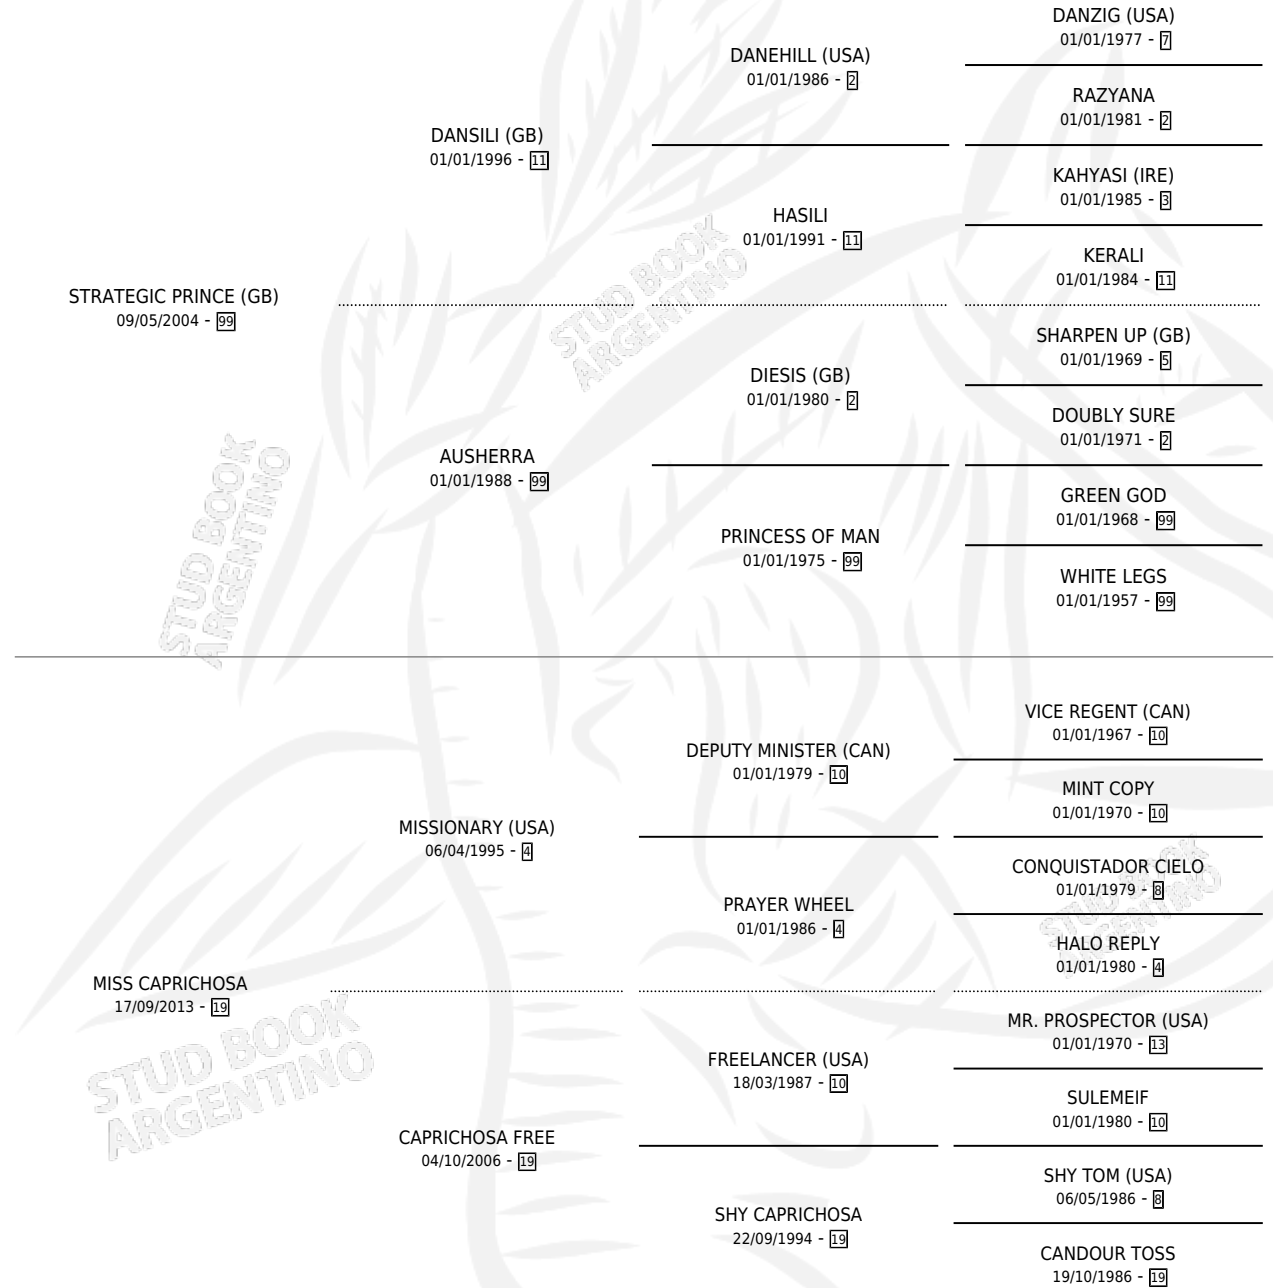 DANZIG (USA)
01/01/1977 - 7
DANEHILL (USA)
01/01/1986 - 2
RAZYANA
01/01/1981 - 2
DANSILI (GB)
01/01/1996 - 11
KAHYASI (IRE)
01/01/1985 - 3
HASILI
01/01/1991 - 11
KERALI
01/01/1984 - 11
STRATEGIC PRINCE (GB)
09/05/2004 - 99
SHARPEN UP (GB)
01/01/1969 - 5
DIESIS (GB)
01/01/1980 - 2
DOUBLY SURE
01/01/1971 - 2
AUSHERRA
01/01/1988 - 99
GREEN GOD
01/01/1968 - 99
PRINCESS OF MAN
01/01/1975 - 99
WHITE LEGS
01/01/1957 - 99
VICE REGENT (CAN)
01/01/1967 - 10
DEPUTY MINISTER (CAN)
01/01/1979 - 10
MINT COPY
01/01/1970 - 10
MISSIONARY (USA)
06/04/1995 - 4
CONQUISTADOR CIELO
01/01/1979 - 8
PRAYER WHEEL
01/01/1986 - 4
HALO REPLY
01/01/1980 - 4
MISS CAPRICHOSA
17/09/2013 - 19
MR. PROSPECTOR (USA)
01/01/1970 - 13
FREELANCER (USA)
18/03/1987 - 10
SULEMEIF
01/01/1980 - 10
CAPRICHOSA FREE
04/10/2006 - 19
SHY TOM (USA)
06/05/1986 - 8
SHY CAPRICHOSA
22/09/1994 - 19
CANDOUR TOSS
19/10/1986 - 19
STUD BOOK
ARGENTINO
STUD BOOK
ARGENTINO
STUD BOOK
ARGENTINO
STUD BOOK
ARGENTINO